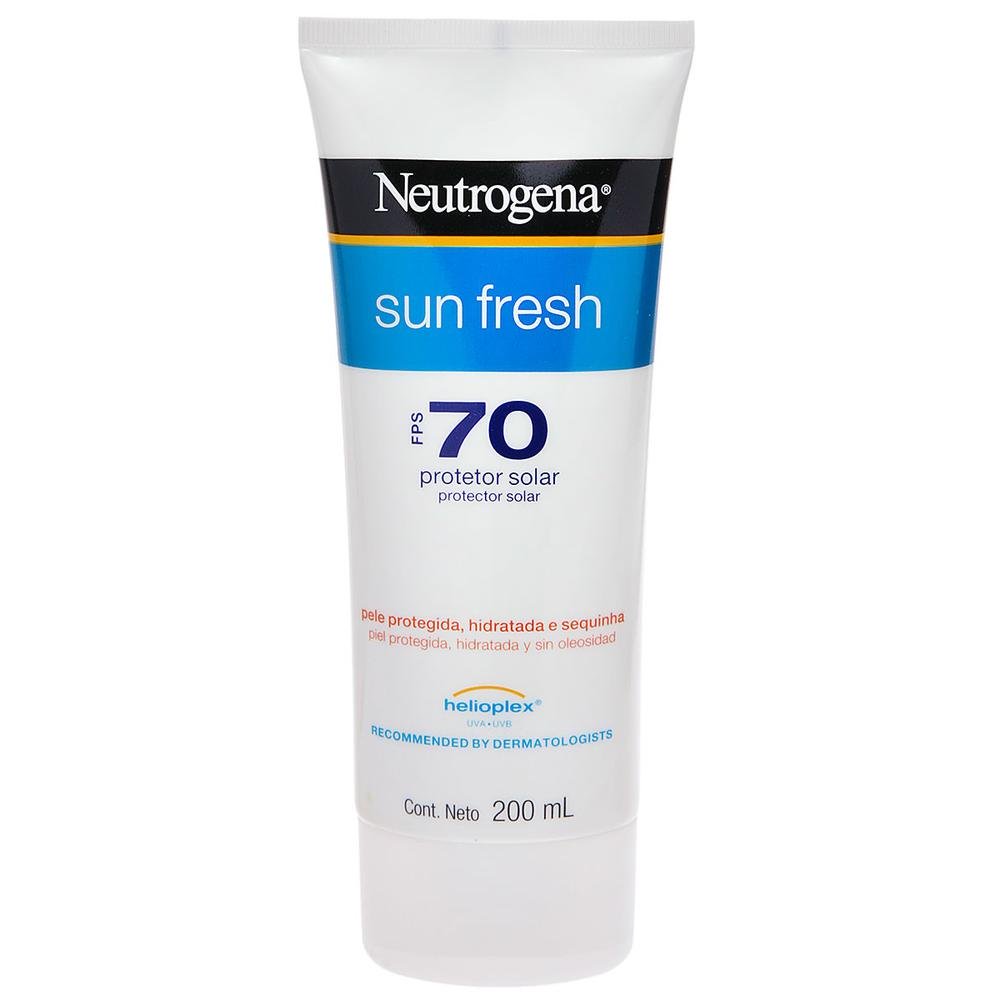 Neutrogena®
sun fresh
FPS 70
protetor solar
protector solar
pele protegida, hidratada e sequinha
piel protegida, hidratada y sin oleosidad
helioplex®
UVA•UVB
RECOMMENDED BY DERMATOLOGISTS
Cont. Neto 200 mL